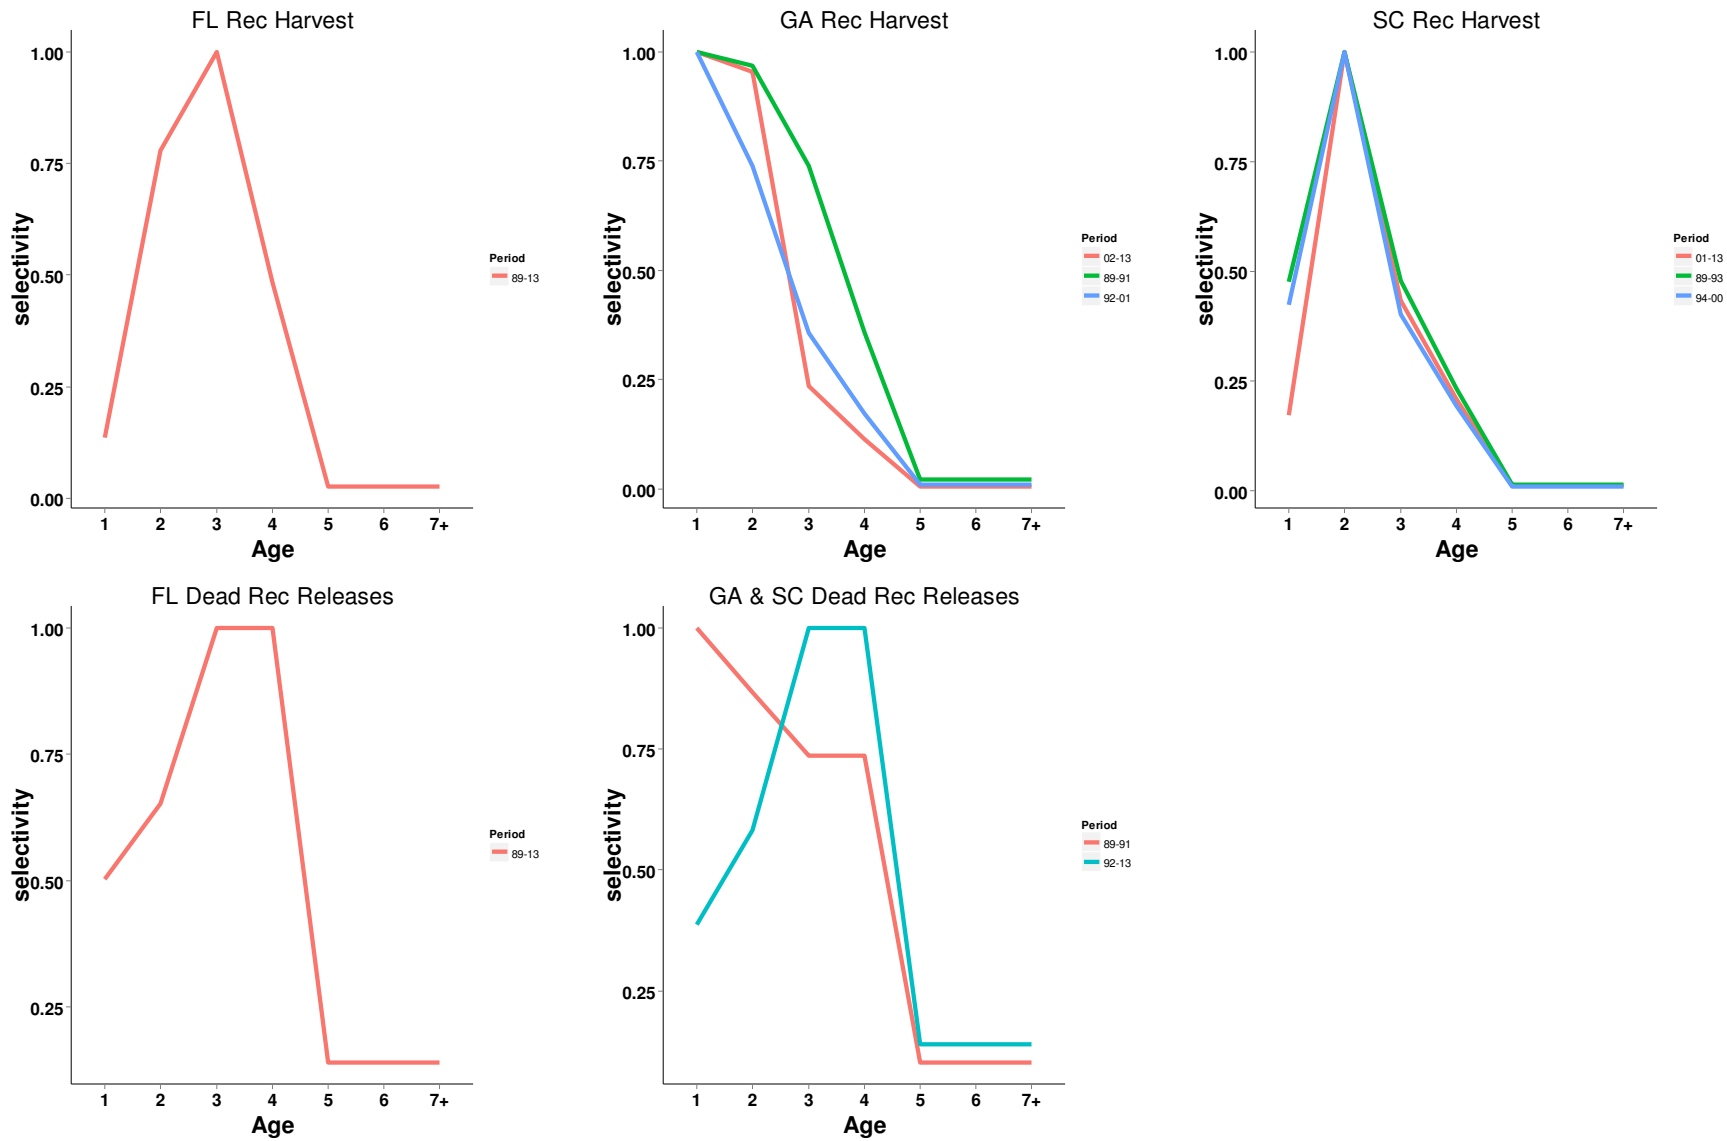 FL Rec Harvest
1.00
0.75
0.50
0.25
0.00
selectivity
1 2 3 4 5 6 7+
Age
Period
89-13
GA Rec Harvest
1.00
0.75
0.50
0.25
0.00
selectivity
1 2 3 4 5 6 7+
Age
Period
02-13
89-91
92-01
SC Rec Harvest
1.00
0.75
0.50
0.25
0.00
selectivity
1 2 3 4 5 6 7+
Age
Period
01-13
89-93
94-00
FL Dead Rec Releases
1.00
0.75
0.50
0.25
selectivity
1 2 3 4 5 6 7+
Age
Period
89-13
GA & SC Dead Rec Releases
1.00
0.75
0.50
0.25
selectivity
1 2 3 4 5 6 7+
Age
Period
89-91
92-13